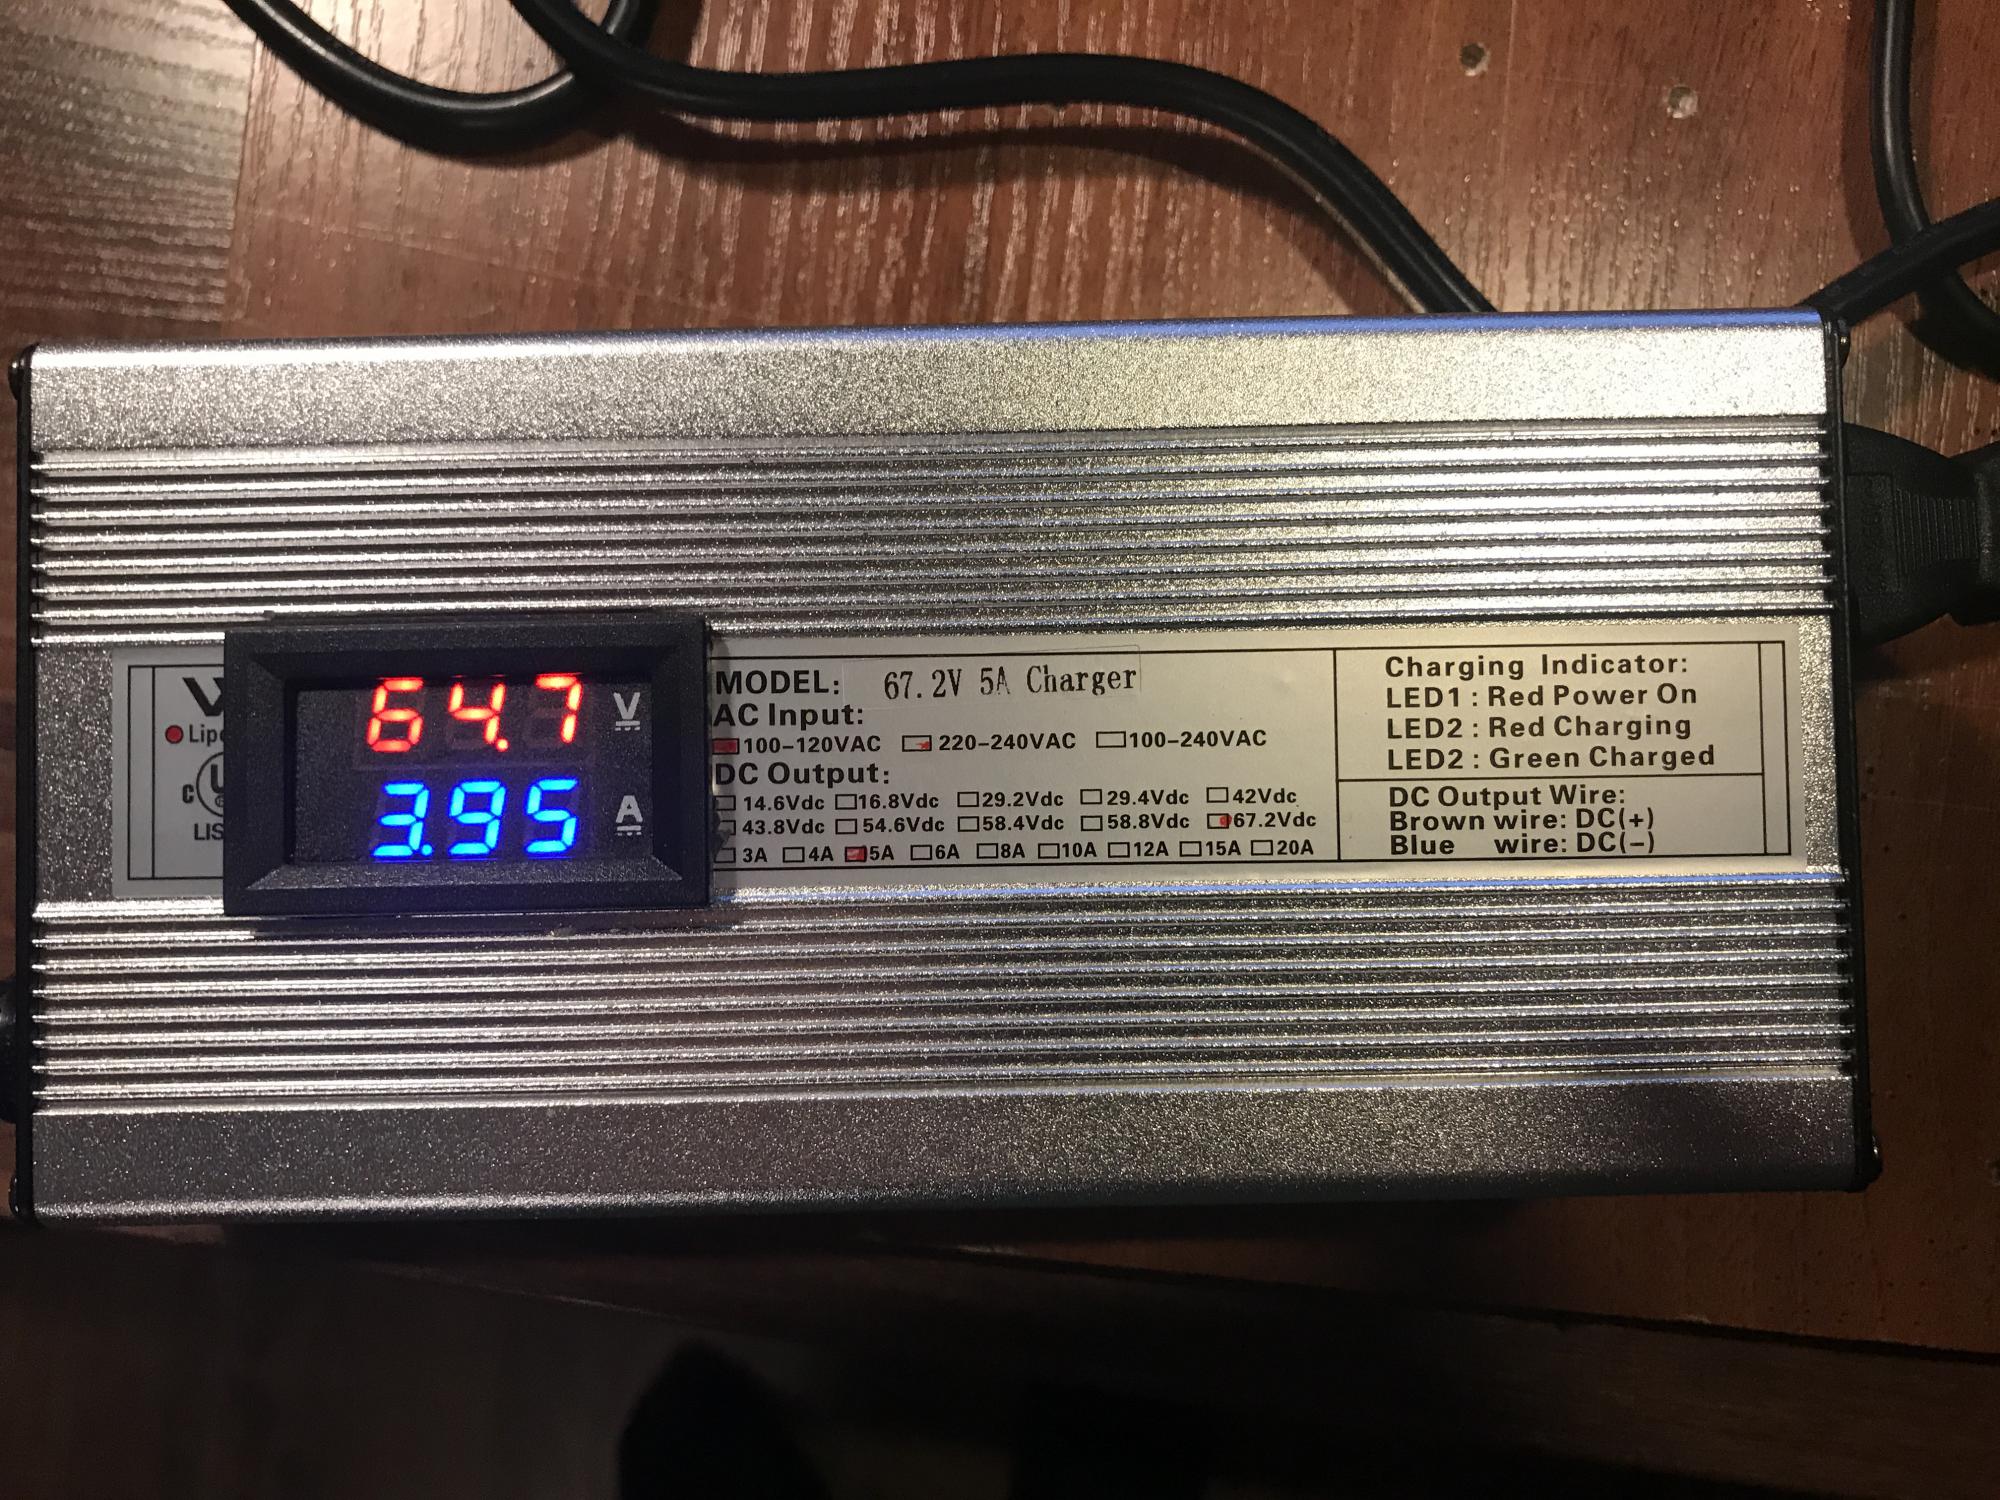 64.7 V
3.95 A
MODEL: 67.2V 5A Charger
AC Input:
100-120VAC 220-240VAC 100-240VAC
DC Output:
14.6Vdc 16.8Vdc 29.2Vdc 29.4Vdc 42Vdc
43.8Vdc 54.6Vdc 58.4Vdc 58.8Vdc 67.2Vdc
3A 4A 5A 6A 8A 10A 12A 15A 20A
Charging Indicator:
LED1 : Red Power On
LED2 : Red Charging
LED2 : Green Charged
DC Output Wire:
Brown wire: DC(+)
Blue wire: DC(-)